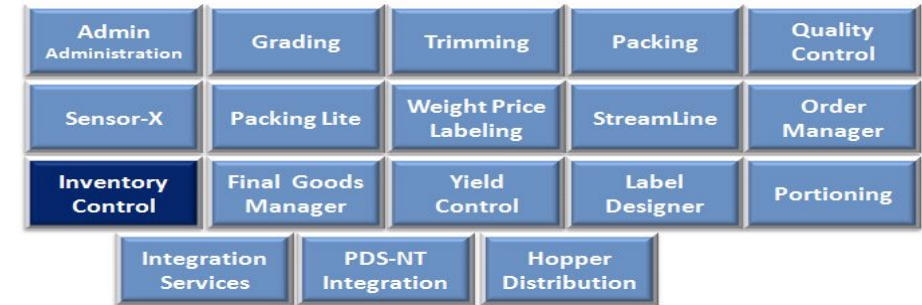 Admin
Administration
Grading
Trimming
Packing
Quality
Control
Sensor-X
Packing Lite
Weight Price
Labeling
StreamLine
Order
Manager
Inventory
Control
Final Goods
Manager
Yield
Control
Label
Designer
Portioning
Integration
Services
PDS-NT
Integration
Hopper
Distribution